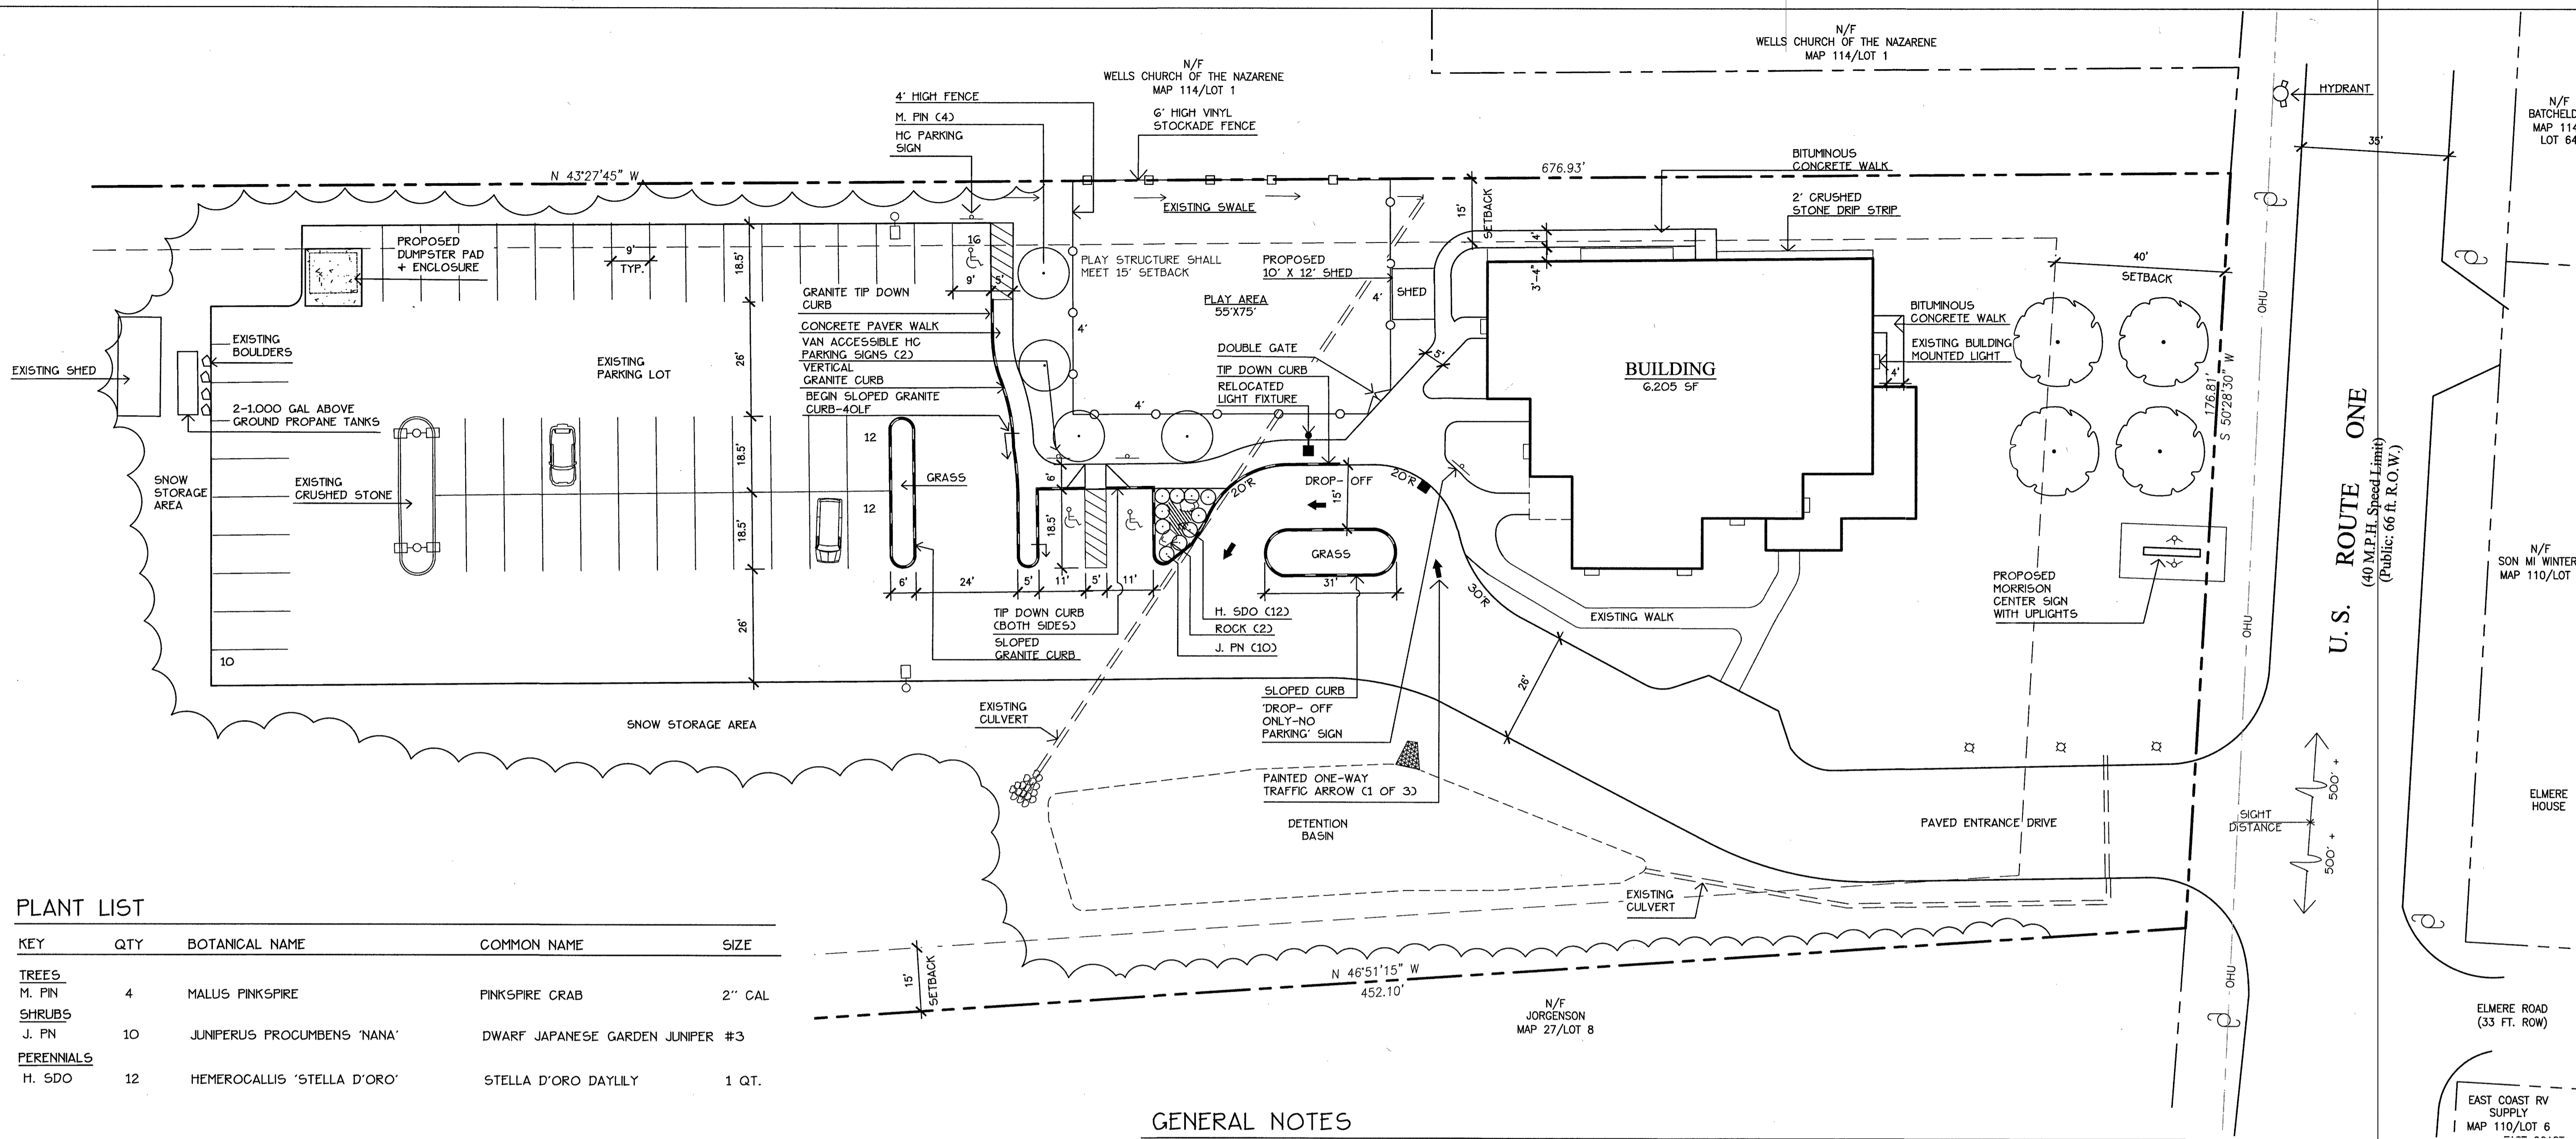 N/F
WELLS CHURCH OF THE NAZARENE
MAP 114/LOT 1
N/F
WELLS CHURCH OF THE NAZARENE
MAP 114/LOT 1
HYDRANT
N/F
BATCHELD
MAP 114
LOT 64
35'
4' HIGH FENCE
M. PIN (4)
HC PARKING
SIGN
6' HIGH VINYL
STOCKADE FENCE
N 43°27'45" W
676.93'
BITUMINOUS
CONCRETE WALK
2' CRUSHED
STONE DRIP STRIP
EXISTING SWALE
15'
SETBACK
4'
3'-4"
PROPOSED
DUMPSTER PAD
+ ENCLOSURE
9'
TYP.
18.5'
16
9'
5'
PLAY STRUCTURE SHALL
MEET 15' SETBACK
PROPOSED
10' X 12' SHED
SHED
4'
PLAY AREA
55'X75'
4'
4'
40'
SETBACK
OHU
GRANITE TIP DOWN
CURB
CONCRETE PAVER WALK
VAN ACCESSIBLE HC
PARKING SIGNS (2)
VERTICAL
GRANITE CURB
BEGIN SLOPED GRANITE
CURB-40LF
DOUBLE GATE
TIP DOWN CURB
RELOCATED
LIGHT FIXTURE
5'
BUILDING
6,205 SF
BITUMINOUS
CONCRETE WALK
EXISTING BUILDING
MOUNTED LIGHT
4'
176.81'
S 50°28'30" W
U.S. ROUTE ONE
(40 M.P.H. Speed Limit)
(Public; 66 ft. R.O.W.)
EXISTING SHED
EXISTING
BOULDERS
2-1,000 GAL ABOVE
GROUND PROPANE TANKS
EXISTING
PARKING LOT
26'
SNOW
STORAGE
AREA
EXISTING
CRUSHED STONE
18.5'
18.5'
26'
12
12
GRASS
6'
18.5'
6'
24'
5'
11'
5'
11'
20'R
DROP- OFF
15'
20'R
GRASS
31'
30'R
10
TIP DOWN CURB
(BOTH SIDES)
SLOPED
GRANITE CURB
H. SDO (12)
ROCK (2)
J. PN (10)
EXISTING WALK
26'
PROPOSED
MORRISON
CENTER SIGN
WITH UPLIGHTS
OHU
N/F
SON MI WINTER
MAP 110/LOT
SNOW STORAGE AREA
EXISTING
CULVERT
SLOPED CURB
'DROP- OFF
ONLY-NO
PARKING' SIGN
PAINTED ONE-WAY
TRAFFIC ARROW (1 OF 3)
DETENTION
BASIN
PAVED ENTRANCE DRIVE
SIGHT
DISTANCE
500' +
500' +
ELMERE
HOUSE
EXISTING
CULVERT
OHU
15'
SETBACK
N 46°51'15" W
452.10'
N/F
JORGENSON
MAP 27/LOT 8
ELMERE ROAD
(33 FT. ROW)
EAST COAST RV
SUPPLY
MAP 110/LOT 6
PLANT LIST
KEY QTY BOTANICAL NAME COMMON NAME SIZE
TREES
M. PIN 4 MALUS PINKSPIRE PINKSPIRE CRAB 2" CAL
SHRUBS
J. PN 10 JUNIPERUS PROCUMBENS 'NANA' DWARF JAPANESE GARDEN JUNIPER #3
PERENNIALS
H. SDO 12 HEMEROCALLIS 'STELLA D'ORO' STELLA D'ORO DAYLILY 1 QT.
GENERAL NOTES